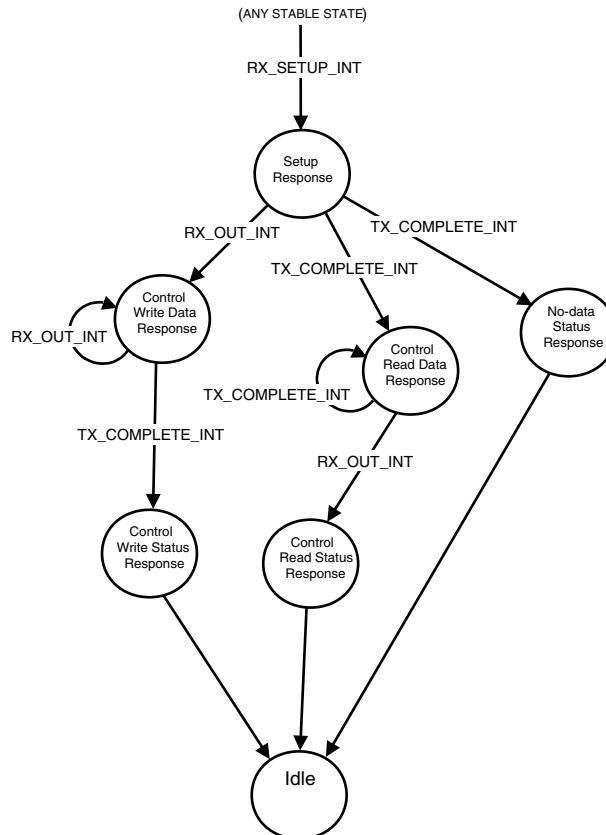 (ANY STABLE STATE)
RX_SETUP_INT
Setup
Response
RX_OUT_INT
TX_COMPLETE_INT
TX_COMPLETE_INT
Control
Write Data
Response
RX_OUT_INT
No-data
Status
Response
Control
Read Data
Response
TX_COMPLETE_INT
TX_COMPLETE_INT
RX_OUT_INT
Control
Write Status
Response
Control
Read Status
Response
Idle